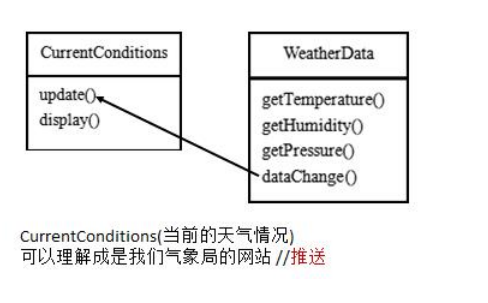 CurrentConditions
update()
display()
WeatherData
getTemperature()
getHumidity()
getPressure()
dataChange()
CurrentConditions(当前的天气情况)
可以理解成是我们气象局的网站 //推送